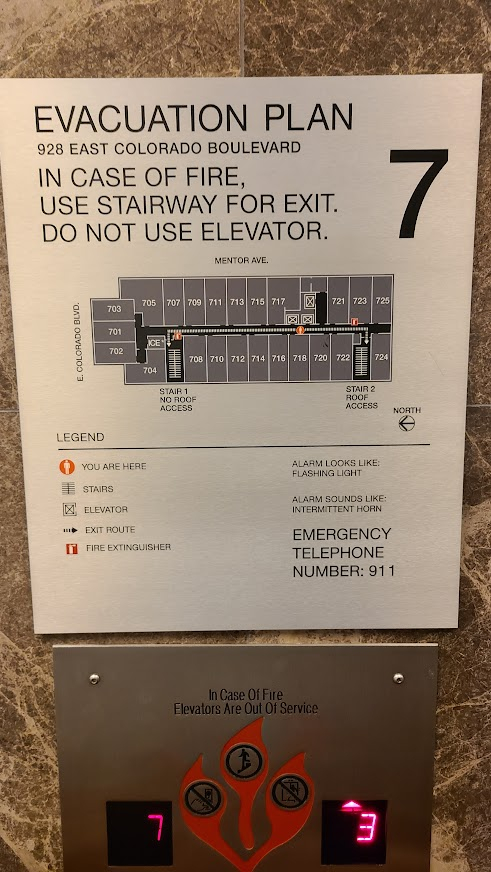 EVACUATION PLAN
928 EAST COLORADO BOULEVARD
IN CASE OF FIRE,
USE STAIRWAY FOR EXIT.
DO NOT USE ELEVATOR.
7
MENTOR AVE.
E. COLORADO BLVD.
703
705 707 709 711 713 715 717 721 723 725
701
702
ICE
704 708 710 712 714 716 718 720 722 724
STAIR 1
NO ROOF
ACCESS
STAIR 2
ROOF
ACCESS
NORTH
LEGEND
YOU ARE HERE
STAIRS
ELEVATOR
EXIT ROUTE
FIRE EXTINGUISHER
ALARM LOOKS LIKE:
FLASHING LIGHT
ALARM SOUNDS LIKE:
INTERMITTENT HORN
EMERGENCY
TELEPHONE
NUMBER: 911
In Case Of Fire
Elevators Are Out Of Service
7
3